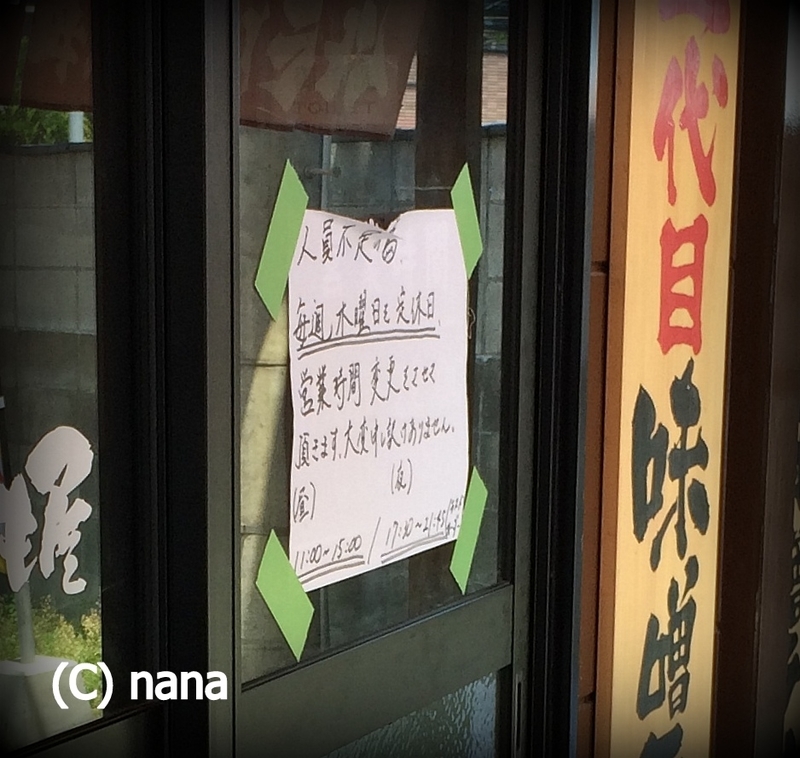 人員不足の為
毎週木曜日を定休日
営業時間変更とさせて
頂きます。大変申し訳ありません。
(昼)
(夜)
11:00~15:00 / 17:30~21:45
代目
味噌
(C) nana